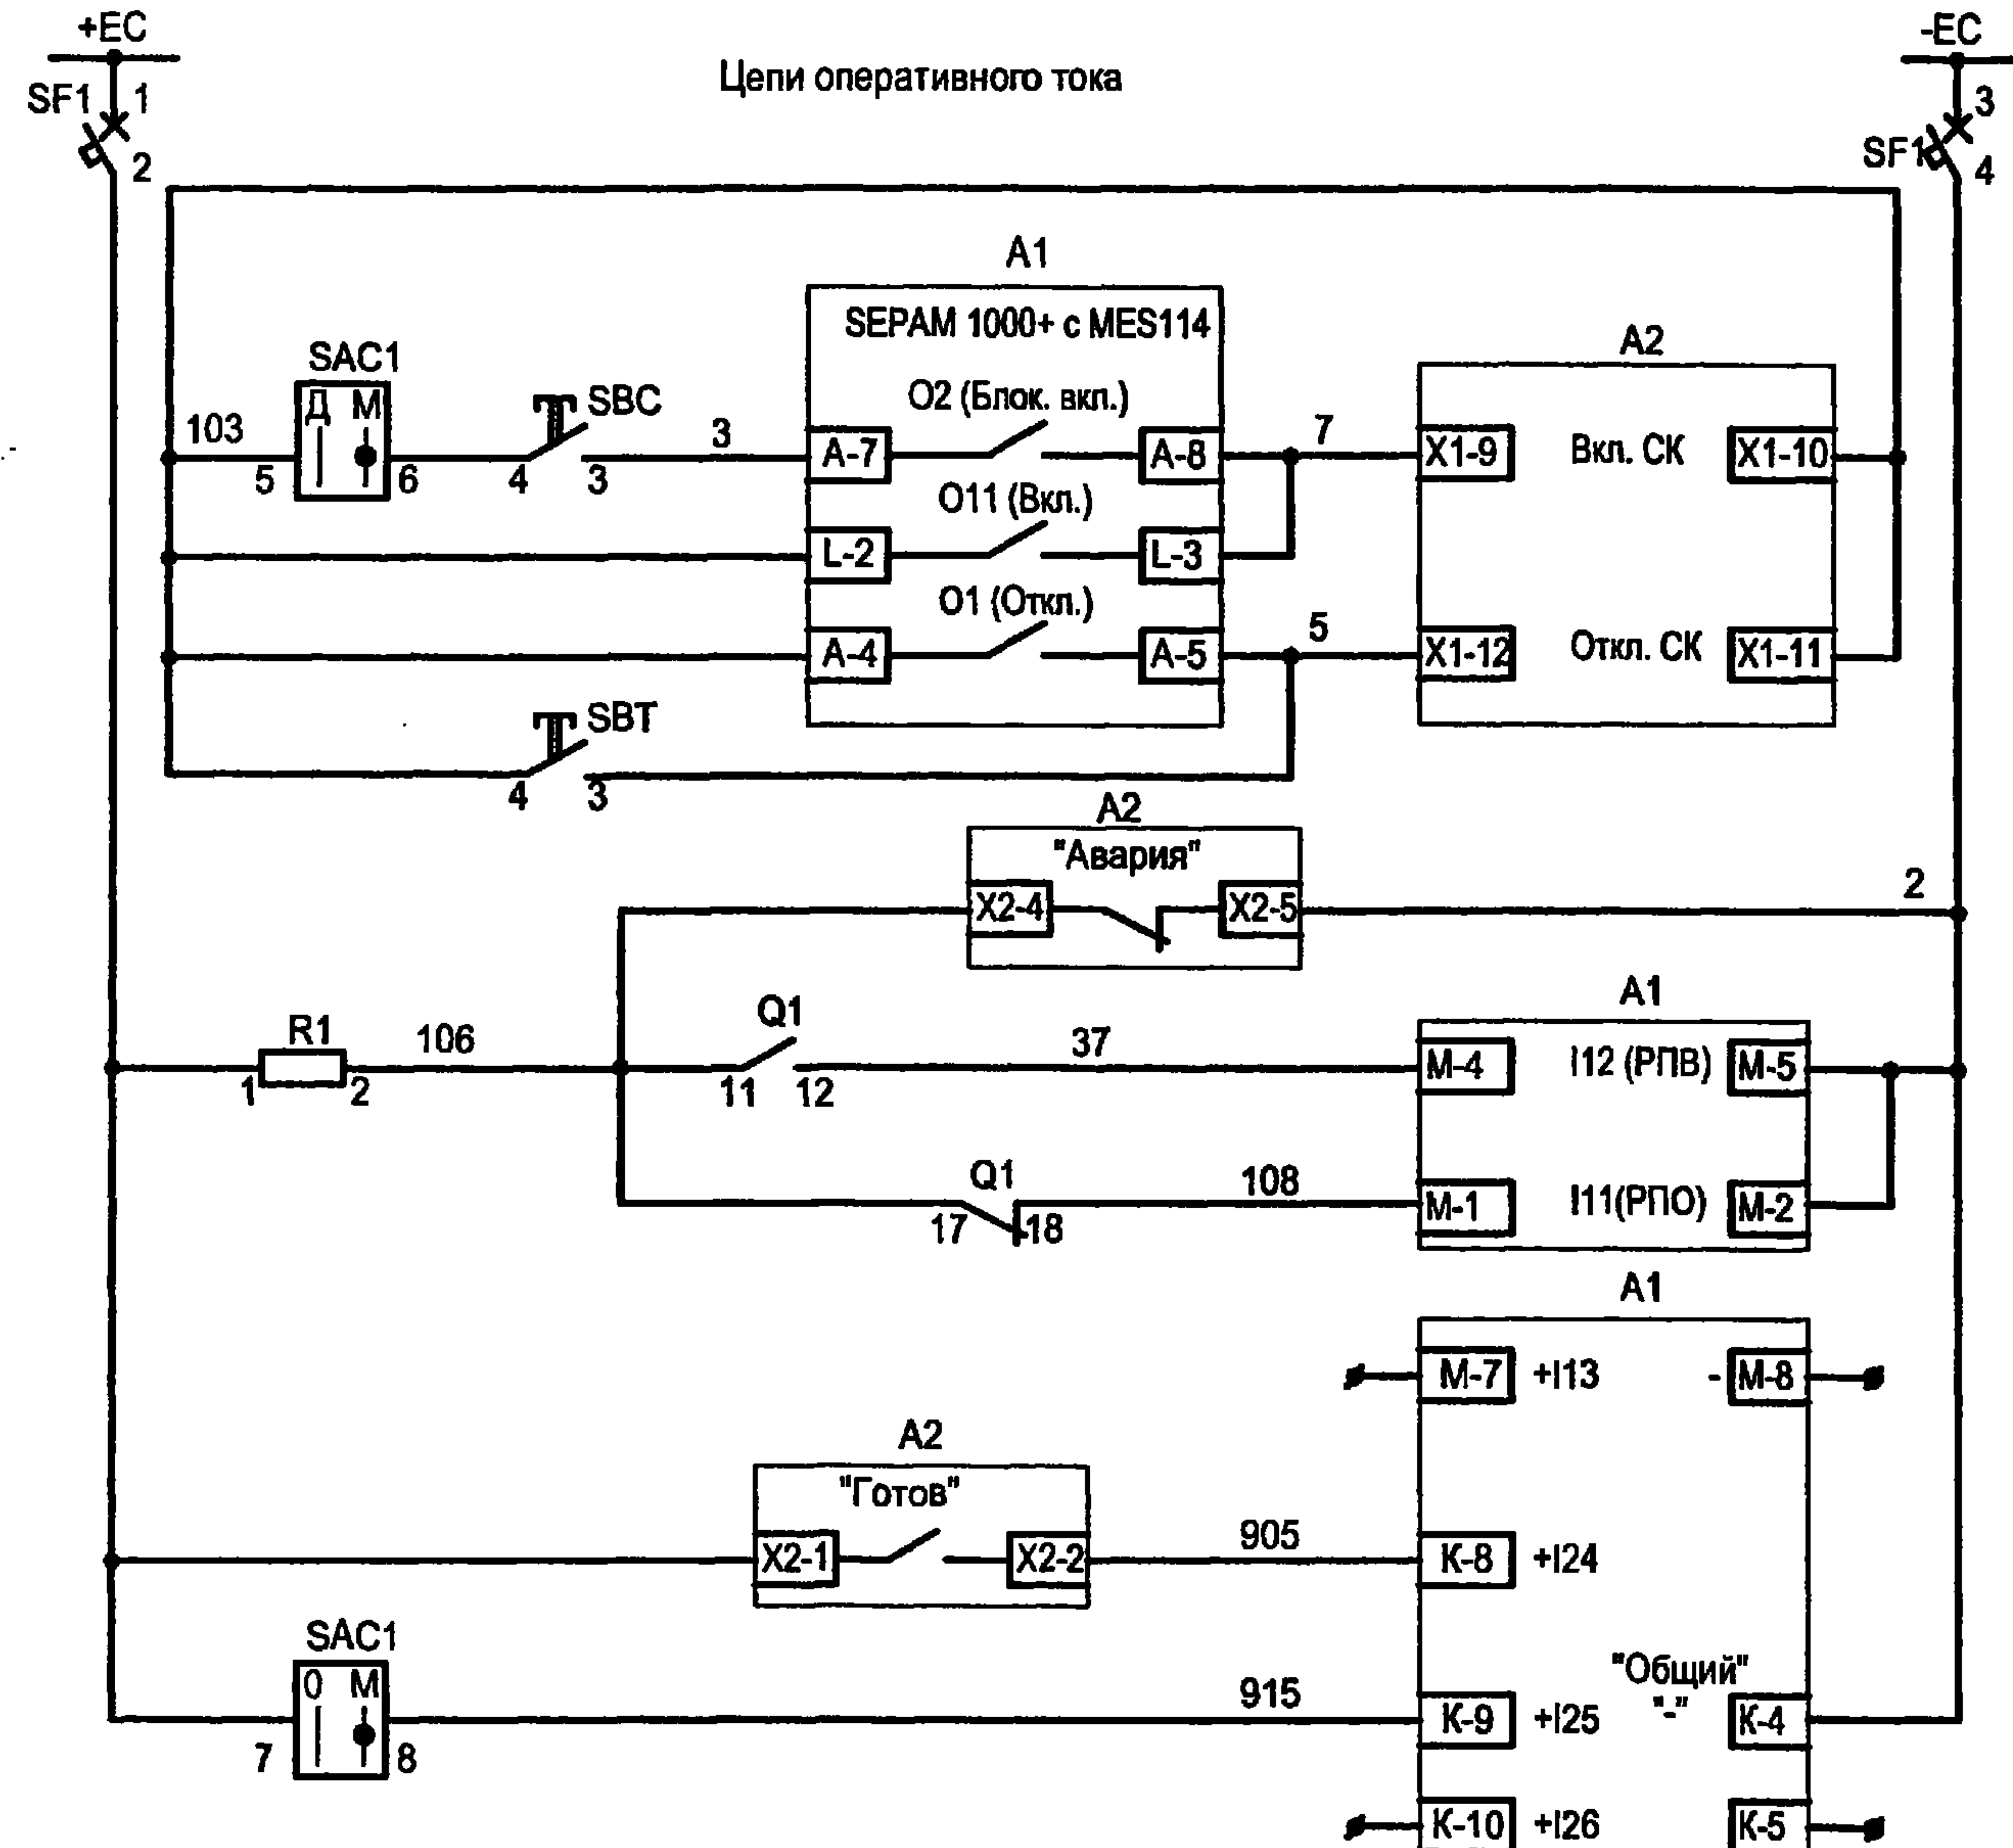 +EC
-EC
Цепи оперативного тока
SF1
1
2
3
SF1
4
A1
SEPAM 1000+ с MES114
A2
SAC1
Д М
SBC
O2 (Блок. вкл.)
103
5
6
4
3
3
A-7
A-8
7
X1-9
Вкл. СК
X1-10
O11 (Вкл.)
L-2
L-3
O1 (Откл.)
A-4
A-5
5
X1-12
Откл. СК
X1-11
SBT
4
3
A2
"Авария"
X2-4
X2-5
2
A1
R1
106
Q1
37
1
2
11
12
M-4
I12 (РПВ)
M-5
Q1
108
17
18
M-1
I11(РПО)
M-2
A1
M-7
+I13
-
M-8
A2
"Готов"
X2-1
X2-2
905
K-8
+I24
SAC1
O М
"Общий"
"-"
7
8
915
K-9
+I25
K-4
K-10
+I26
K-5